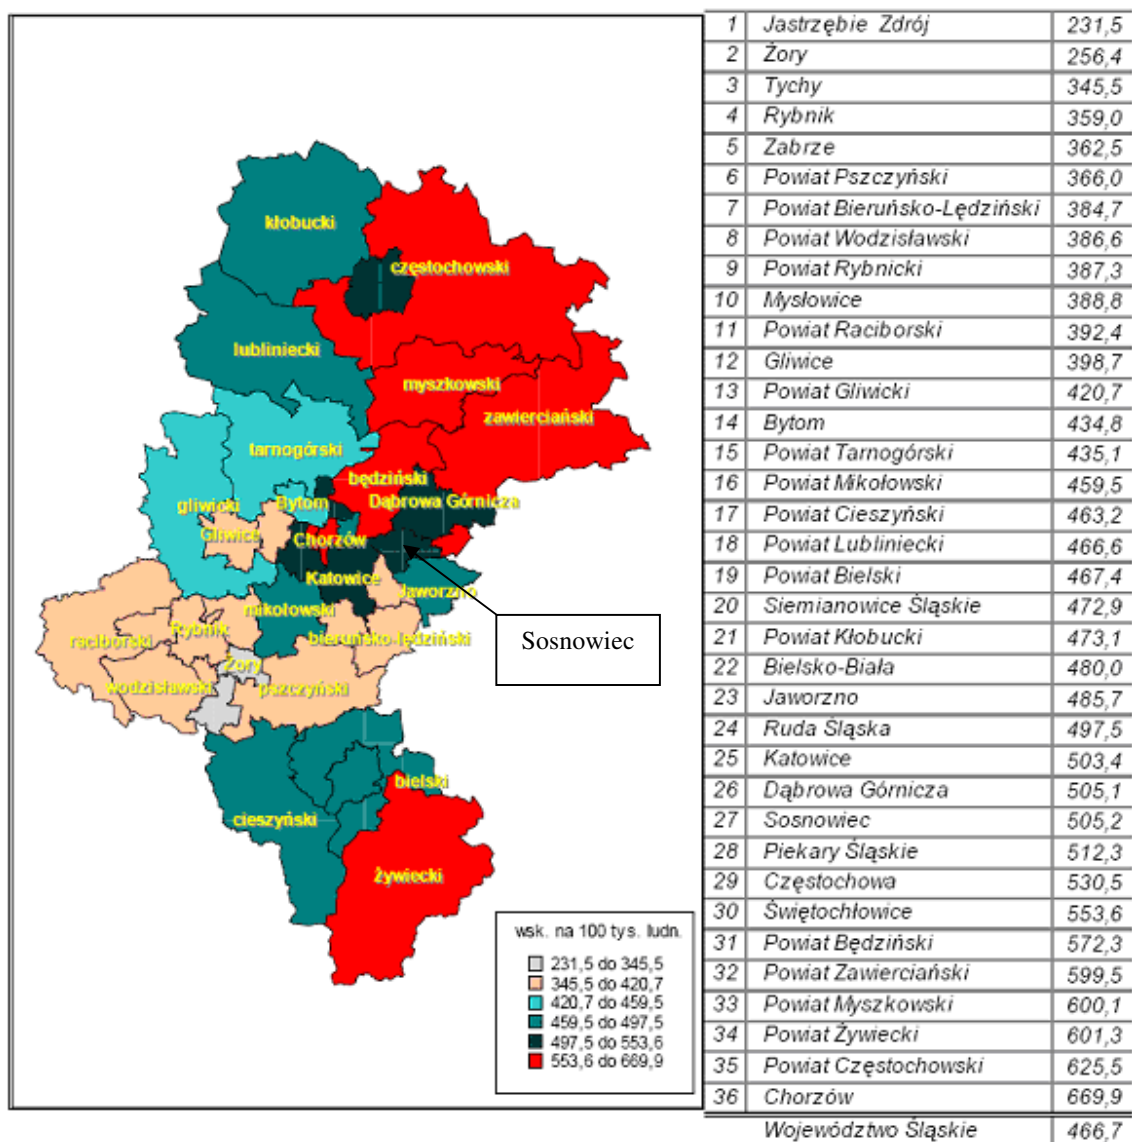 kłobucki
częstochowski
lubliniecki
myszkowski
zawierciański
tarnogórski
będziński
gliwicki
Bytom
Dąbrowa Górnicza
Gliwice
Chorzów
Katowice
Jaworzno
mikołowski
Rybnik
raciborski
bieruńsko-lędziński
Żory
wodzisławski
pszczyński
Sosnowiec
bielski
cieszyński
żywiecki
wsk. na 100 tys. ludn.
231,5 do 345,5
345,5 do 420,7
420,7 do 459,5
459,5 do 497,5
497,5 do 553,6
553,6 do 669,9
1 Jastrzębie Zdrój 231,5
2 Żory 256,4
3 Tychy 345,5
4 Rybnik 359,0
5 Zabrze 362,5
6 Powiat Pszczyński 366,0
7 Powiat Bieruńsko-Lędziński 384,7
8 Powiat Wodzisławski 386,6
9 Powiat Rybnicki 387,3
10 Mysłowice 388,8
11 Powiat Raciborski 392,4
12 Gliwice 398,7
13 Powiat Gliwicki 420,7
14 Bytom 434,8
15 Powiat Tarnogórski 435,1
16 Powiat Mikołowski 459,5
17 Powiat Cieszyński 463,2
18 Powiat Lubliniecki 466,6
19 Powiat Bielski 467,4
20 Siemianowice Śląskie 472,9
21 Powiat Kłobucki 473,1
22 Bielsko-Biała 480,0
23 Jaworzno 485,7
24 Ruda Śląska 497,5
25 Katowice 503,4
26 Dąbrowa Górnicza 505,1
27 Sosnowiec 505,2
28 Piekary Śląskie 512,3
29 Częstochowa 530,5
30 Świętochłowice 553,6
31 Powiat Będziński 572,3
32 Powiat Zawierciański 599,5
33 Powiat Myszkowski 600,1
34 Powiat Żywiecki 601,3
35 Powiat Częstochowski 625,5
36 Chorzów 669,9
Województwo Śląskie 466,7